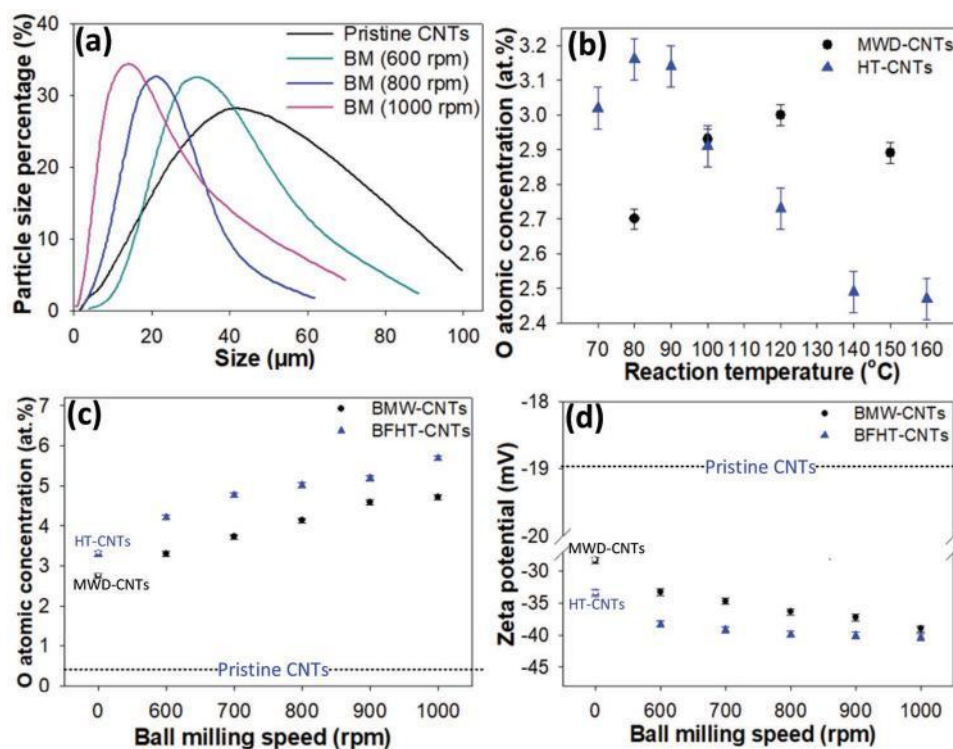 (a)
Pristine CNTs
BM (600 rpm)
BM (800 rpm)
BM (1000 rpm)
Particle size percentage (%)
40
30
20
10
0
0 20 40 60 80 100
Size (µm)
(b)
MWD-CNTs
HT-CNTs
O atomic concentration (at.%)
3.2
3.1
3.0
2.9
2.8
2.7
2.6
2.5
2.4
70 80 90 100 110 120 130 140 150 160
Reaction temperature (°C)
(c)
BMW-CNTs
BFHT-CNTs
O atomic concentration (at.%)
7
6
5
4
3
2
1
0
HT-CNTs
MWD-CNTs
Pristine CNTs
0 600 700 800 900 1000
Ball milling speed (rpm)
(d)
BMW-CNTs
BFHT-CNTs
Zeta potential (mV)
-18
-19
-20
-30
-35
-40
-45
Pristine CNTs
MWD-CNTs
HT-CNTs
0 600 700 800 900 1000
Ball milling speed (rpm)